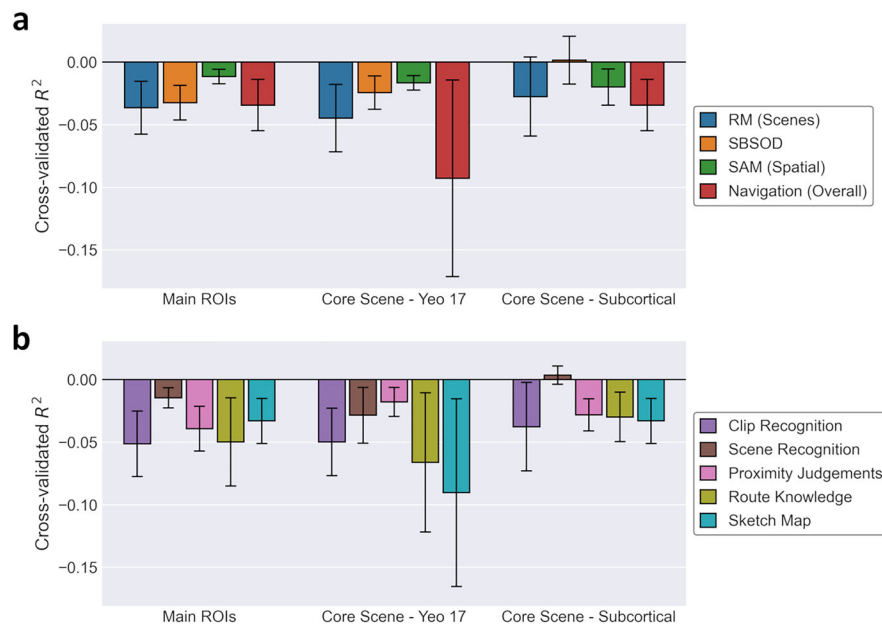 a
0.00
−0.05
−0.10
−0.15
Cross-validated R²
Main ROIs
Core Scene - Yeo 17
Core Scene - Subcortical
RM (Scenes)
SBSOD
SAM (Spatial)
Navigation (Overall)
b
0.00
−0.05
−0.10
−0.15
Cross-validated R²
Main ROIs
Core Scene - Yeo 17
Core Scene - Subcortical
Clip Recognition
Scene Recognition
Proximity Judgements
Route Knowledge
Sketch Map